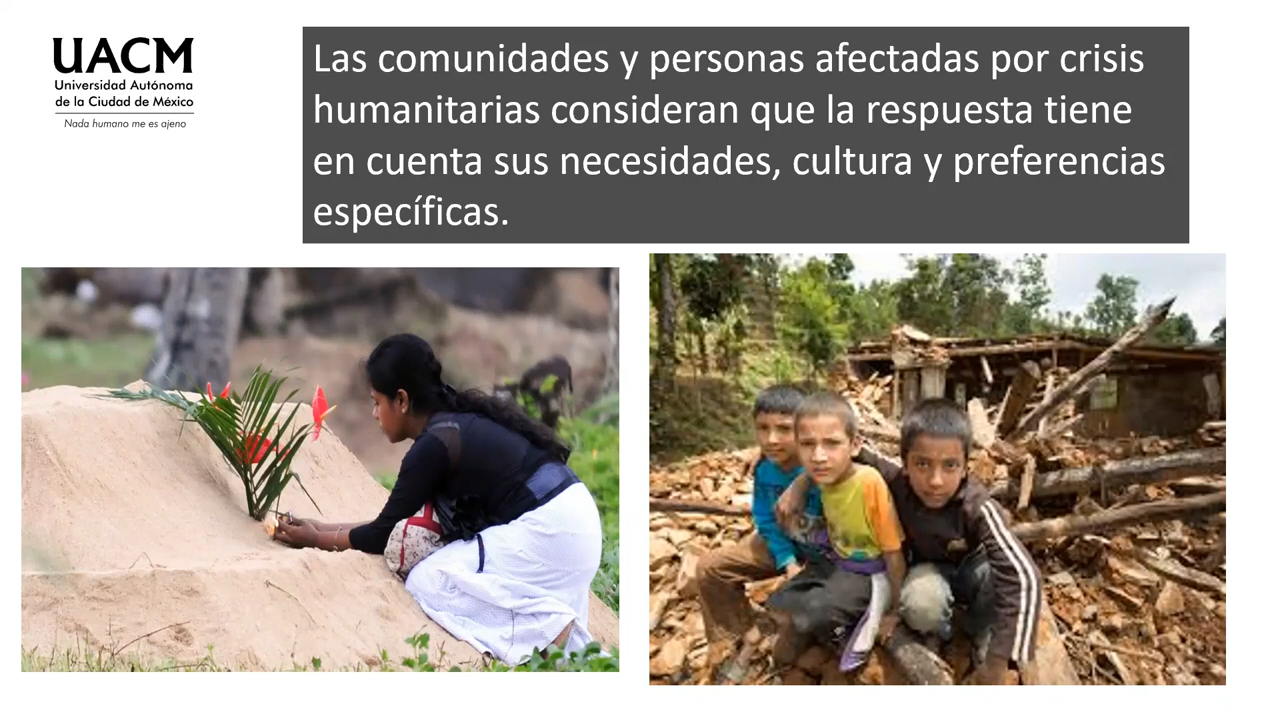 UACM
Universidad Autónoma
de la Ciudad de México
Nada humano me es ajeno
Las comunidades y personas afectadas por crisis
humanitarias consideran que la respuesta tiene
en cuenta sus necesidades, cultura y preferencias
específicas.